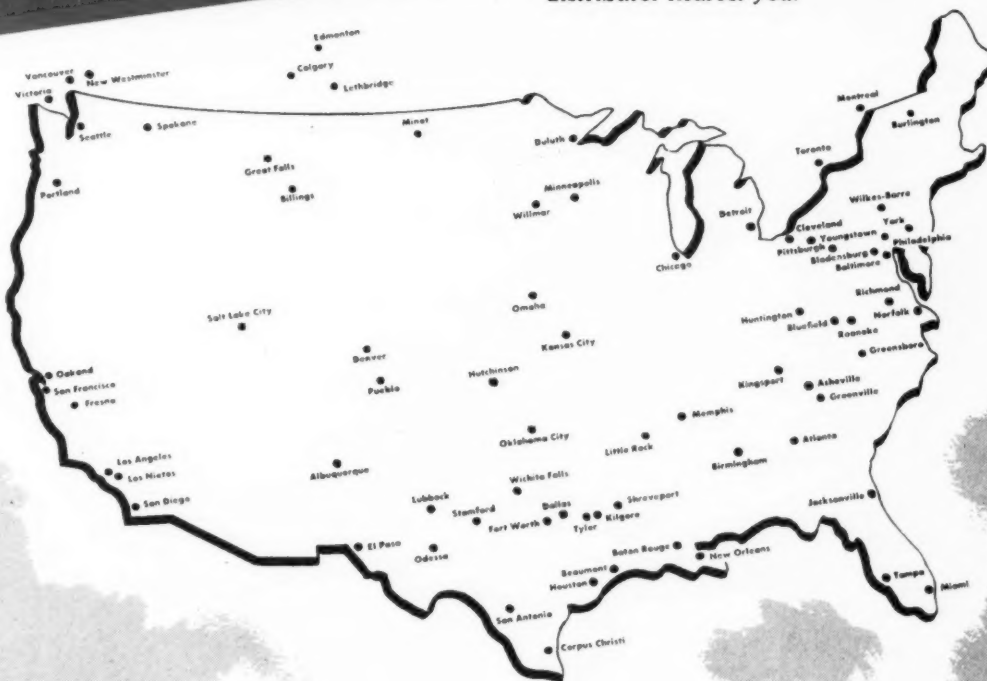 Edmonton
Calgary
Lethbridge
Vancouver
New Westminster
Victoria
Seattle
Spokane
Minot
Duluth
Montreal
Burlington
Toronto
Great Falls
Billings
Portland
Minneapolis
Willmar
Detroit
Wilkes-Barre
Cleveland
York
Youngstown
Pittsburgh
Philadelphia
Bladensburg
Baltimore
Chicago
Omaha
Richmond
Huntington
Norfolk
Bluefield
Roanoke
Salt Lake City
Kansas City
Denver
Greensboro
Hutchinson
Pueblo
Kingsport
Asheville
Greenville
Oakand
San Francisco
Fresno
Memphis
Oklahoma City
Little Rock
Atlanta
Birmingham
Los Angeles
Los Nietos
Albuquerque
Wichita Falls
San Diego
Lubbock
Stamford
Dallas
Shreveport
Fort Worth
Tyler
Kilgore
Jacksonville
El Paso
Odessa
Baton Rouge
New Orleans
Beaumont
Houston
Tampa
Miami
San Antonio
Corpus Christi